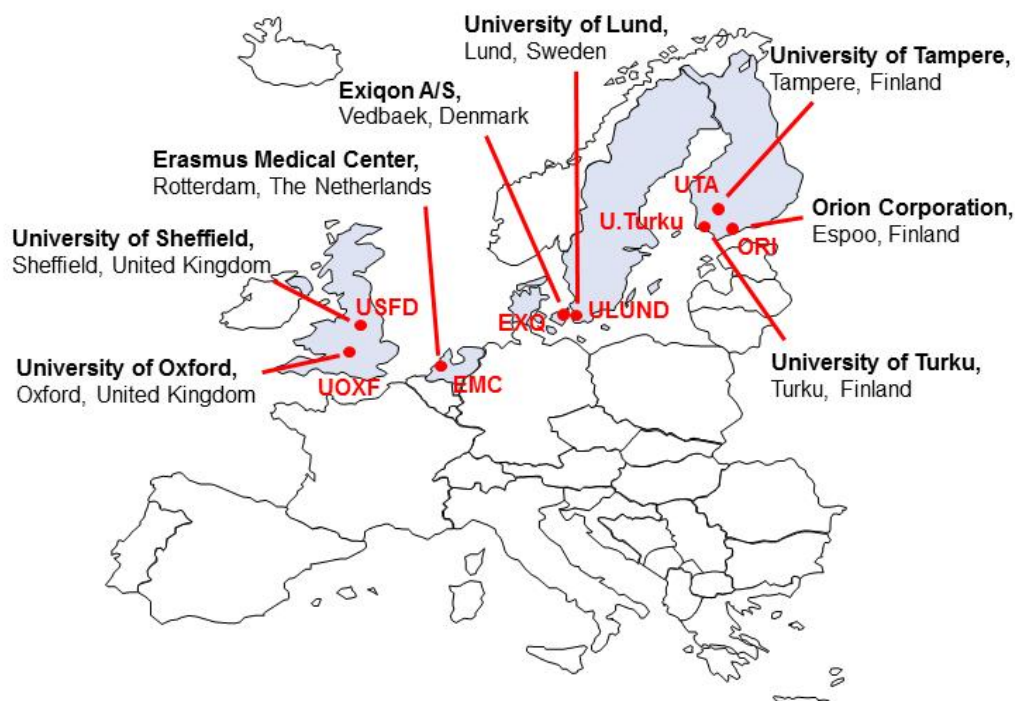 University of Lund,
Lund, Sweden
University of Tampere,
Tampere, Finland
Exiqon A/S,
Vedbaek, Denmark
Erasmus Medical Center,
Rotterdam, The Netherlands
UTA
U.Turku
ORI
Orion Corporation,
Espoo, Finland
University of Sheffield,
Sheffield, United Kingdom
USFD
EXQ
ULUND
University of Oxford,
Oxford, United Kingdom
UOXF
EMC
University of Turku,
Turku, Finland